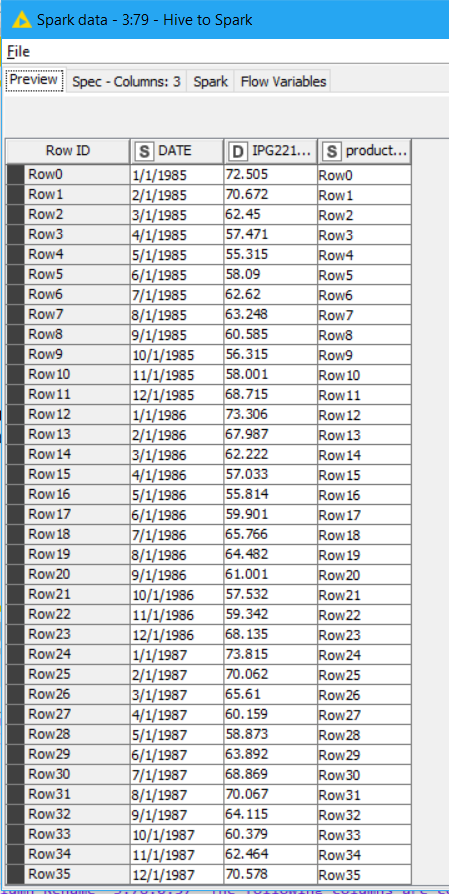 Spark data - 3:79 - Hive to Spark
File
Preview Spec - Columns: 3 Spark Flow Variables
Row ID S DATE D IPG221... S product...
Row0 1/1/1985 72.505 Row0
Row1 2/1/1985 70.672 Row1
Row2 3/1/1985 62.45 Row2
Row3 4/1/1985 57.471 Row3
Row4 5/1/1985 55.315 Row4
Row5 6/1/1985 58.09 Row5
Row6 7/1/1985 62.62 Row6
Row7 8/1/1985 63.248 Row7
Row8 9/1/1985 60.585 Row8
Row9 10/1/1985 56.315 Row9
Row10 11/1/1985 58.001 Row10
Row11 12/1/1985 68.715 Row11
Row12 1/1/1986 73.306 Row12
Row13 2/1/1986 67.987 Row13
Row14 3/1/1986 62.222 Row14
Row15 4/1/1986 57.033 Row15
Row16 5/1/1986 55.814 Row16
Row17 6/1/1986 59.901 Row17
Row18 7/1/1986 65.766 Row18
Row19 8/1/1986 64.482 Row19
Row20 9/1/1986 61.001 Row20
Row21 10/1/1986 57.532 Row21
Row22 11/1/1986 59.342 Row22
Row23 12/1/1986 68.135 Row23
Row24 1/1/1987 73.815 Row24
Row25 2/1/1987 70.062 Row25
Row26 3/1/1987 65.61 Row26
Row27 4/1/1987 60.159 Row27
Row28 5/1/1987 58.873 Row28
Row29 6/1/1987 63.892 Row29
Row30 7/1/1987 68.869 Row30
Row31 8/1/1987 70.067 Row31
Row32 9/1/1987 64.115 Row32
Row33 10/1/1987 60.379 Row33
Row34 11/1/1987 62.464 Row34
Row35 12/1/1987 70.578 Row35